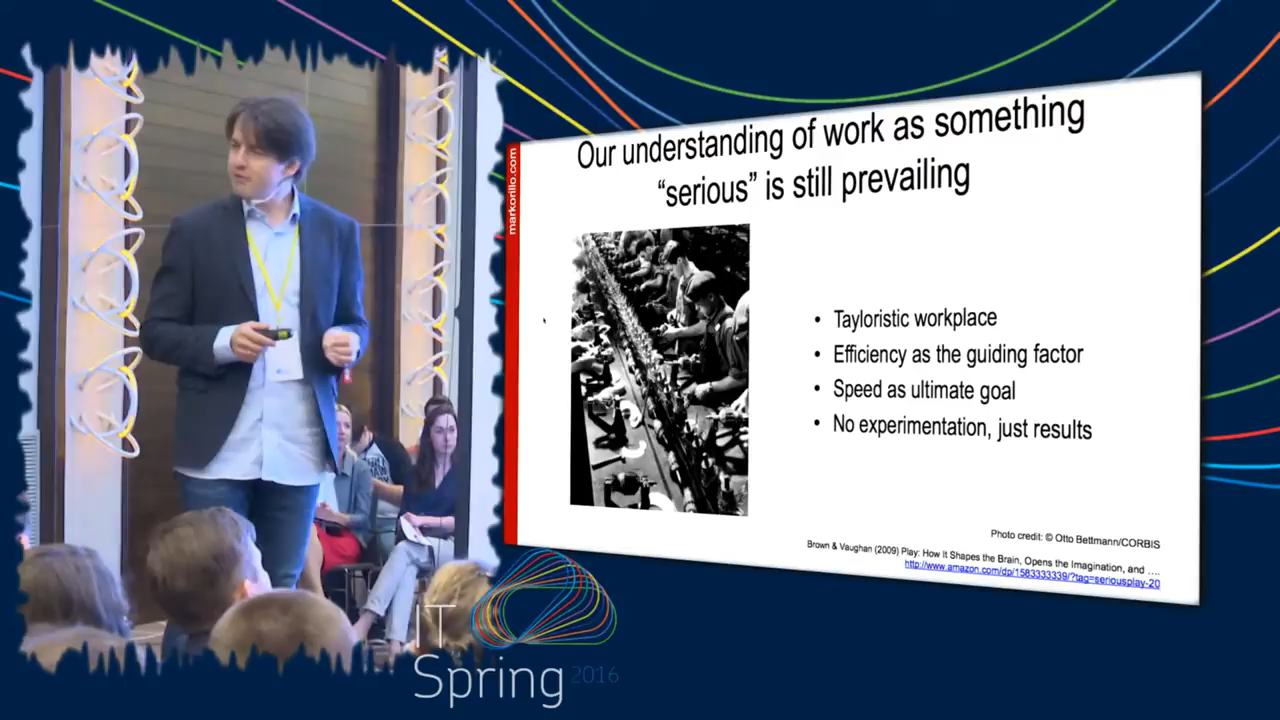 Our understanding of work as something
“serious” is still prevailing
markorillo.com
• Tayloristic workplace
• Efficiency as the guiding factor
• Speed as ultimate goal
• No experimentation, just results
Photo credit: © Otto Bettmann/CORBIS
Brown & Vaughan (2009) Play: How It Shapes the Brain, Opens the Imagination, and ....
http://www.amazon.com/dp/1583333339/?tag=seriousplay-20
IT
Spring 2016